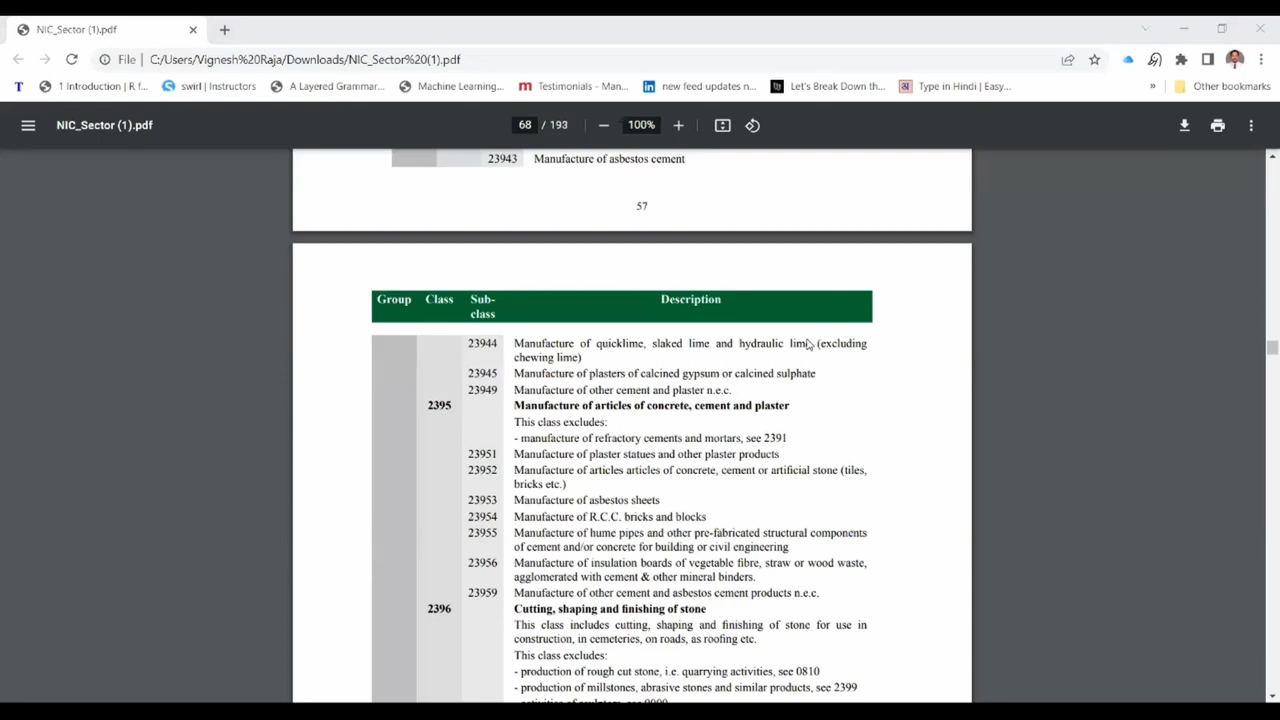 NIC_Sector (1).pdf
File C:/Users/Vignesh%20Raja/Downloads/NIC_Sector%20(1).pdf
T 1 Introduction | R f... swirl | Instructors A Layered Grammar... Machine Learning... Testimonials – Man... new feed updates n... Let's Break Down th... Type in Hindi | Easy... » Other bookmarks
NIC_Sector (1).pdf 68 / 193 100%
23943 Manufacture of asbestos cement
57
Group Class Sub- Description
class
23944 Manufacture of quicklime, slaked lime and hydraulic lime (excluding
chewing lime)
23945 Manufacture of plasters of calcined gypsum or calcined sulphate
23949 Manufacture of other cement and plaster n.e.c.
2395 Manufacture of articles of concrete, cement and plaster
This class excludes:
- manufacture of refractory cements and mortars, see 2391
23951 Manufacture of plaster statues and other plaster products
23952 Manufacture of articles articles of concrete, cement or artificial stone (tiles,
bricks etc.)
23953 Manufacture of asbestos sheets
23954 Manufacture of R.C.C. bricks and blocks
23955 Manufacture of hume pipes and other pre-fabricated structural components
of cement and/or concrete for building or civil engineering
23956 Manufacture of insulation boards of vegetable fibre, straw or wood waste,
agglomerated with cement & other mineral binders.
23959 Manufacture of other cement and asbestos cement products n.e.c.
2396 Cutting, shaping and finishing of stone
This class includes cutting, shaping and finishing of stone for use in
construction, in cemeteries, on roads, as roofing etc.
This class excludes:
- production of rough cut stone, i.e. quarrying activities, see 0810
- production of millstones, abrasive stones and similar products, see 2399